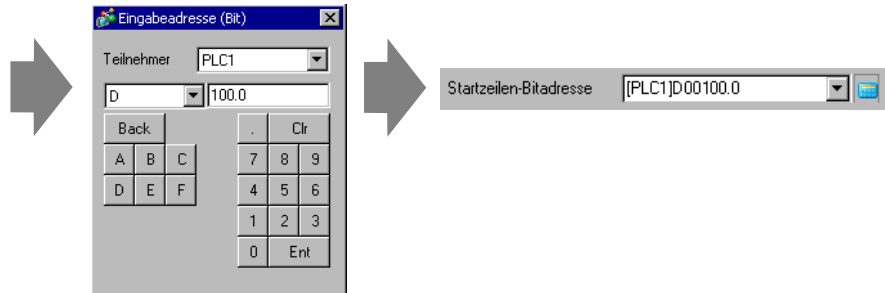 Eingabeadresse (Bit)
Teilnehmer PLC1
D 100.0
Back . Clr
A B C 7 8 9
D E F 4 5 6
1 2 3
0 Ent
Startzeilen-Bitadresse [PLC1]D00100.0